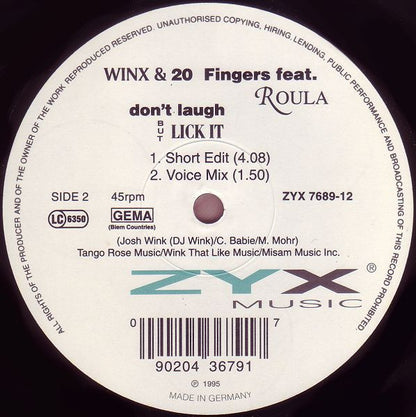 ALL RIGHTS OF THE PRODUCER AND OF THE OWNER OF THE WORK REPRODUCED RESERVED. UNAUTHORISED COPYING, HIRING, LENDING, PUBLIC PERFORMANCE AND BROADCASTING OF THIS RECORD PROHIBITED
WINX & 20 Fingers feat.
ROULA
don't laugh
BUT LICK IT
1. Short Edit (4.08)
2. Voice Mix (1.50)
SIDE 2 45rpm ZYX 7689-12
LC 6350 GEMA
(Biem Countries)
(Josh Wink (DJ Wink)/C. Babie/M. Mohr)
Tango Rose Music/Wink That Like Music/Misam Music Inc.
ZYX ®
MUSIC
0 7
90204 36791
℗ 1995
MADE IN GERMANY